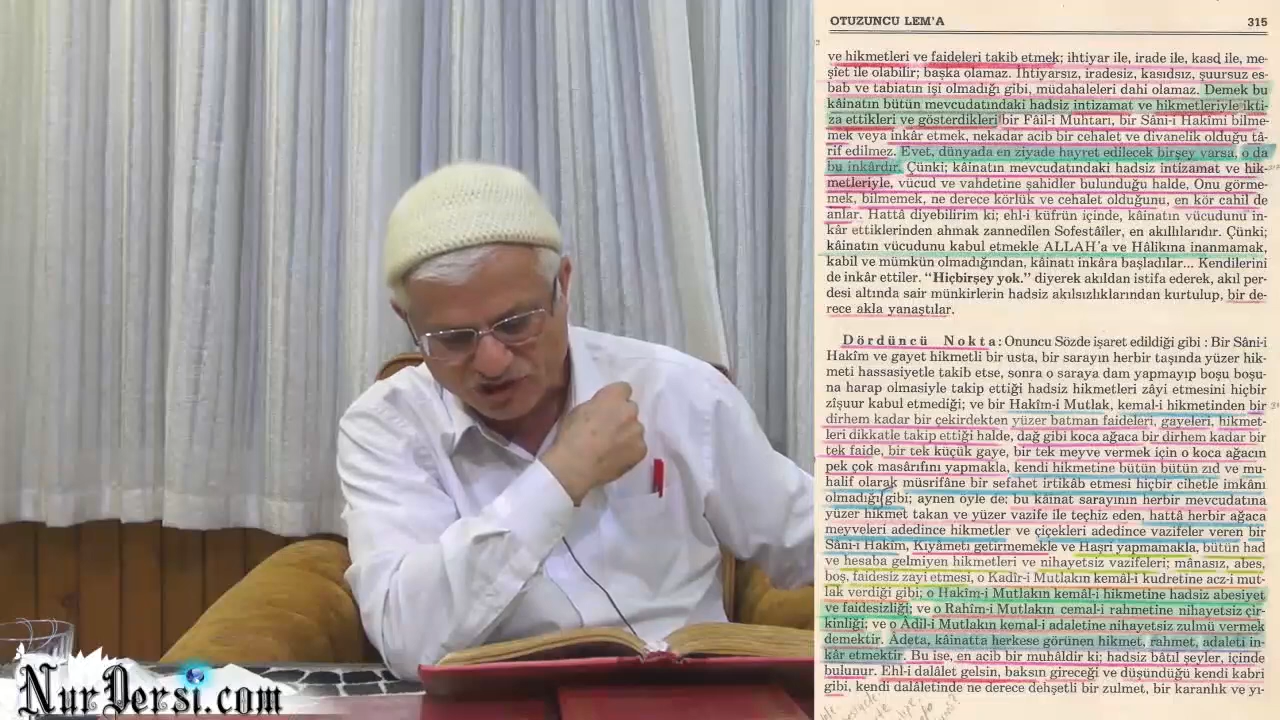 OTUZUNCU LEM'A 315
ve hikmetleri ve faideleri takib etmek; ihtiyar ile, irade ile, kasd ile, me-
şiet ile olabilir; başka olamaz. İhtiyarsız, iradesiz, kasıdsız, şuursuz es-
bab ve tabiatın işi olmadığı gibi, müdahaleleri dahi olamaz. Demek bu
kâinatın bütün mevcudatındaki hadsiz intizamat ve hikmetleriyle ikti-
za ettikleri ve gösterdikleri bir Fâil-i Muhtarı, bir Sâni-i Hakîmi bilme-
mek veya inkâr etmek, nekadar acib bir cehalet ve divanelik olduğu tâ-
rif edilmez. Evet, dünyada en ziyade hayret edilecek birşey varsa, o da
bu inkârdır. Çünki; kâinatın mevcudatındaki hadsiz intizamat ve hik-
metleriyle, vücud ve vahdetine şahidler bulunduğu halde, Onu görme-
mek, bilmemek, ne derece körlük ve cehalet olduğunu, en kör cahil de
anlar. Hattâ diyebilirim ki; ehl-i küfrün içinde, kâinatın vücudunu in-
kâr ettiklerinden ahmak zannedilen Sofestâiler, en akıllılarıdır. Çünki;
kâinatın vücudunu kabul etmekle ALLAH'a ve Hâlikına inanmamak,
kabil ve mümkün olmadığından, kâinatı inkâra başladılar... Kendilerini
de inkâr ettiler. "Hiçbirşey yok." diyerek akıldan istifa ederek, akıl per-
desi altında sair münkirlerin hadsiz akılsızlıklarından kurtulup, bir de-
rece akla yanaştılar.
Dördüncü Nokta: Onuncu Sözde işaret edildiği gibi: Bir Sâni-i
Hakîm ve gayet hikmetli bir usta, bir sarayın herbir taşında yüzer hik-
meti hassasiyetle takib etse, sonra o saraya dam yapmayıp boşu boşu-
na harap olmasiyle takip ettiği hadsiz hikmetleri zâyi etmesini hiçbir
zîşuur kabul etmediği; ve bir Hakîm-i Mutlak, kemal-i hikmetinden bir
dirhem kadar bir çekirdekten yüzer batman faideleri, gayeleri, hikmet-
leri dikkatle takip ettiği halde, dağ gibi koca ağaca bir dirhem kadar bir
tek faide, bir tek küçük gaye, bir tek meyve vermek için o koca ağacın
pek çok masârıfını yapmakla, kendi hikmetine bütün bütün zıd ve mu-
halif olarak müsrifâne bir sefahet irtikâb etmesi hiçbir cihetle imkânı
olmadığı gibi; aynen öyle de: bu kâinat sarayının herbir mevcudatına
yüzer hikmet takan ve yüzer vazife ile teçhiz eden, hattâ herbir ağaca
meyveleri adedince hikmetler ve çiçekleri adedince vazifeler veren bir
Sâni-i Hakîm, Kıyâmeti getirmemekle ve Haşri yapmamakla, bütün had
ve hesaba gelmiyen hikmetleri ve nihayetsiz vazifeleri; mânasız, abes,
boş, faidesiz zayi etmesi, o Kadîr-i Mutlakın kemâl-i kudretine acz-i mut-
lak verdiği gibi; o Hakîm-i Mutlakın kemâl-i hikmetine hadsiz abesiyet
ve faidesizliği; ve o Rahîm-i Mutlakın cemal-i rahmetine nihayetsiz çir-
kinliği; ve o Âdil-i Mutlakın kemal-i adaletine nihayetsiz zulmü vermek
demektir. Âdeta, kâinatta herkese görünen hikmet, rahmet, adaleti in-
kâr etmektir. Bu ise, en acib bir muhâldir ki; hadsiz bâtıl şeyler, içinde
bulunur. Ehl-i dalâlet gelsin, baksın gireceği ve düşündüğü kendi kabri
gibi, kendi dalâletinde ne derece dehşetli bir zulmet, bir karanlık ve yı-
NurDersi.com